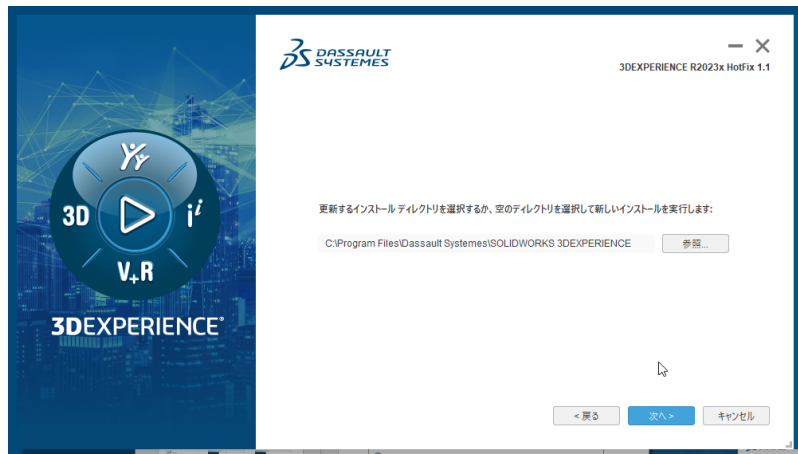 DASSAULT
SYSTEMES
3DEXPERIENCE R2023x HotFix 1.1
3D
i
V+R
3DEXPERIENCE®
更新するインストール ディレクトリを選択するか、空のディレクトリを選択して新しいインストールを実行します:
C:\Program Files\Dassault Systemes\SOLIDWORKS 3DEXPERIENCE
参照...
< 戻る
次へ >
キャンセル